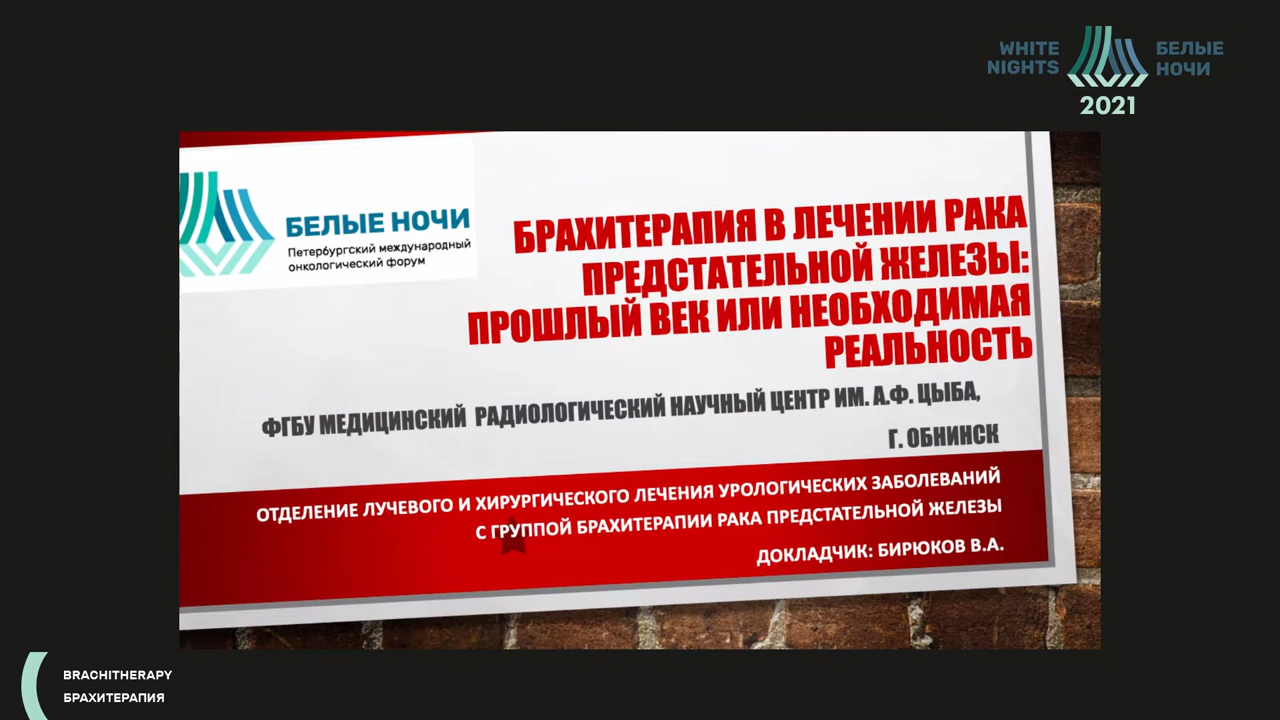 WHITE
NIGHTS
БЕЛЫЕ
НОЧИ
2021
БЕЛЫЕ НОЧИ
Петербургский международный
онкологический форум
БРАХИТЕРАПИЯ В ЛЕЧЕНИИ РАКА
ПРЕДСТАТЕЛЬНОЙ ЖЕЛЕЗЫ:
ПРОШЛЫЙ ВЕК ИЛИ НЕОБХОДИМАЯ
РЕАЛЬНОСТЬ
ФГБУ МЕДИЦИНСКИЙ РАДИОЛОГИЧЕСКИЙ НАУЧНЫЙ ЦЕНТР ИМ. А.Ф. ЦЫБА,
Г. ОБНИНСК
ОТДЕЛЕНИЕ ЛУЧЕВОГО И ХИРУРГИЧЕСКОГО ЛЕЧЕНИЯ УРОЛОГИЧЕСКИХ ЗАБОЛЕВАНИЙ
С ГРУППОЙ БРАХИТЕРАПИИ РАКА ПРЕДСТАТЕЛЬНОЙ ЖЕЛЕЗЫ
ДОКЛАДЧИК: БИРЮКОВ В.А.
BRACHITHERAPY
БРАХИТЕРАПИЯ